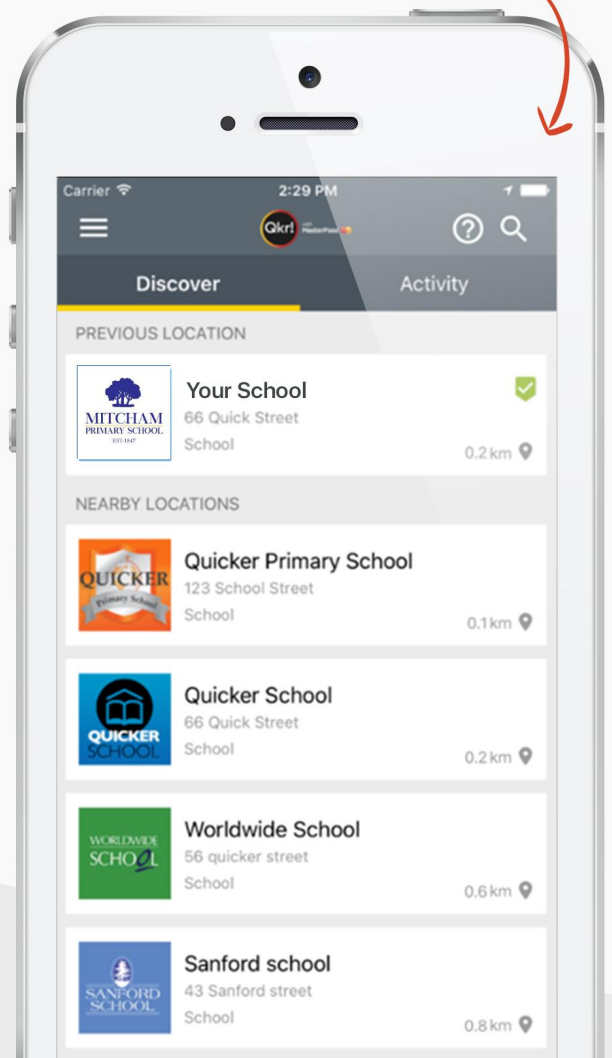 Carrier 2:29 PM
Qkr! with MasterPass
Discover Activity
PREVIOUS LOCATION
MITCHAM
PRIMARY SCHOOL
EST·1847
Your School
66 Quick Street
School
0.2 km
NEARBY LOCATIONS
QUICKER
Primary School
Quicker Primary School
123 School Street
School
0.1 km
QUICKER
SCHOOL
Quicker School
66 Quick Street
School
0.2 km
WORLDWIDE
SCHOOL
Worldwide School
56 quicker street
School
0.6 km
SANFORD
SCHOOL
Sanford school
43 Sanford street
School
0.8 km